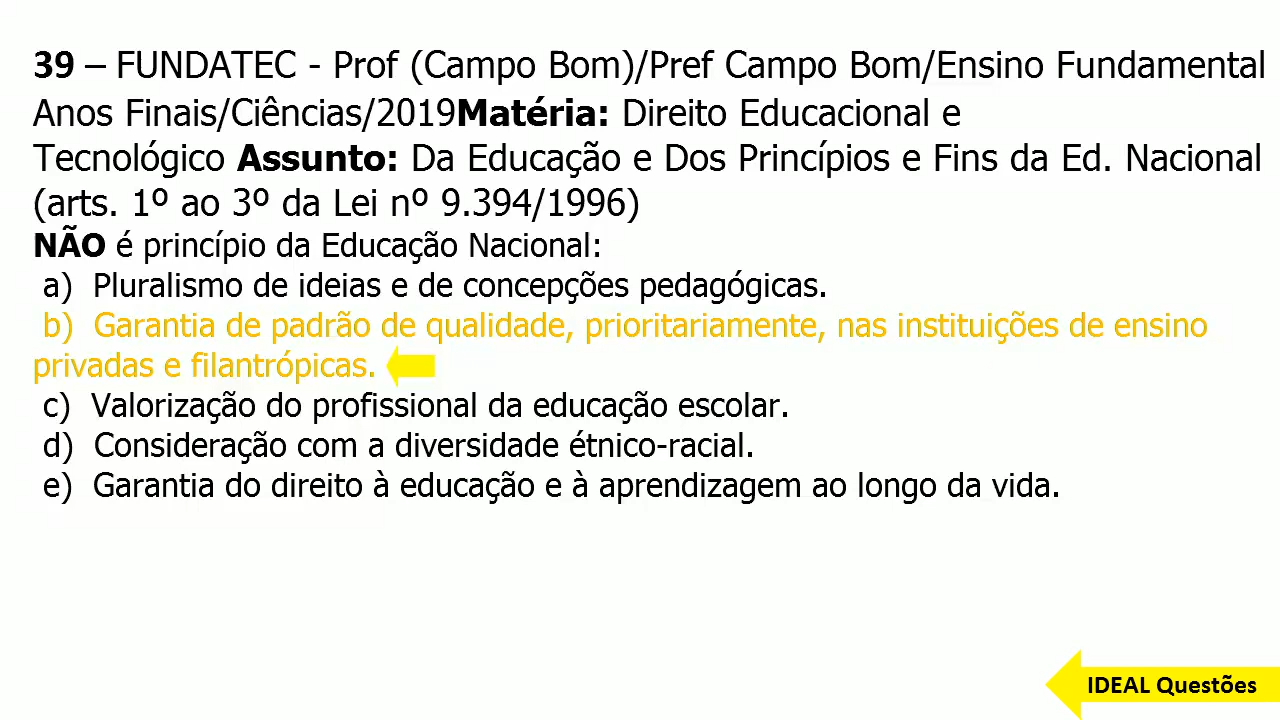 39 – FUNDATEC - Prof (Campo Bom)/Pref Campo Bom/Ensino Fundamental
Anos Finais/Ciências/2019Matéria: Direito Educacional e
Tecnológico Assunto: Da Educação e Dos Princípios e Fins da Ed. Nacional
(arts. 1º ao 3º da Lei nº 9.394/1996)
NÃO é princípio da Educação Nacional:
a) Pluralismo de ideias e de concepções pedagógicas.
b) Garantia de padrão de qualidade, prioritariamente, nas instituições de ensino
privadas e filantrópicas.
c) Valorização do profissional da educação escolar.
d) Consideração com a diversidade étnico-racial.
e) Garantia do direito à educação e à aprendizagem ao longo da vida.
IDEAL Questões